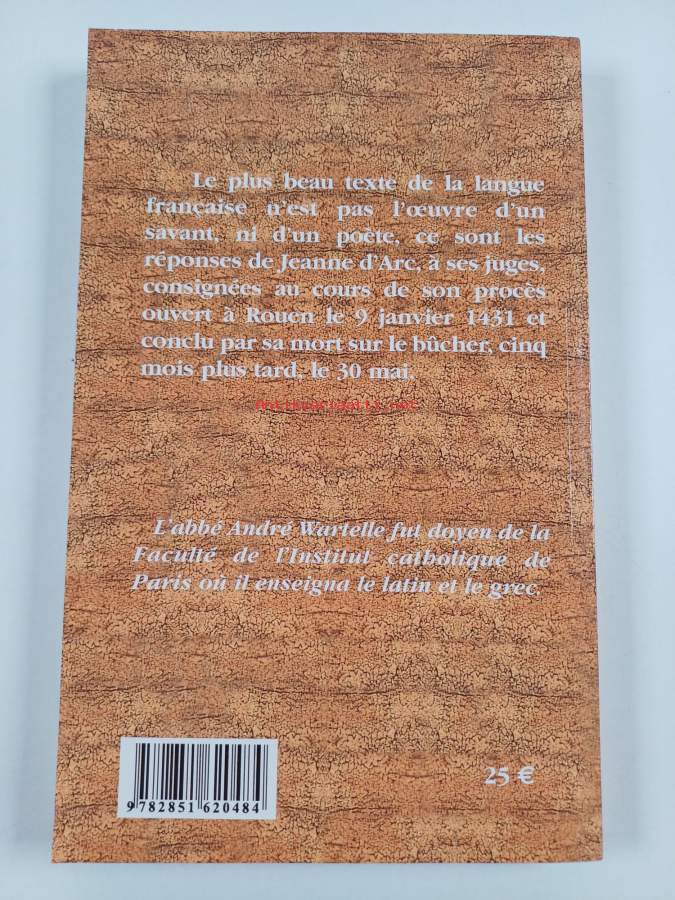 Le plus beau texte de la langue
française n'est pas l'œuvre d'un
savant, ni d'un poète, ce sont les
réponses de Jeanne d'Arc, à ses juges,
consignées au cours de son procès
ouvert à Rouen le 9 janvier 1431 et
conclu par sa mort sur le bûcher, cinq
mois plus tard, le 30 mai.
Antikvariaatti.net
L'abbé André Wartelle fut doyen de la
Faculté de l'Institut catholique de
Paris où il enseigna le latin et le grec.
25 €
9 782851 620484